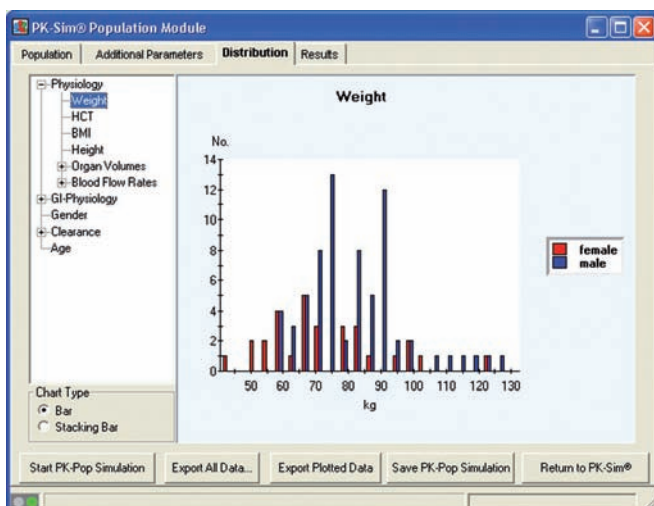 PK-Sim® Population Module
Population Additional Parameters Distribution Results
Physiology
Weight
HCT
BMI
Height
Organ Volumes
Blood Flow Rates
GI-Physiology
Gender
Clearance
Age
Chart Type
Bar
Stacking Bar
Weight
No.
14
12
10
8
6
4
2
0
50 60 70 80 90 100 110 120 130
kg
female
male
Start PK-Pop Simulation Export All Data... Export Plotted Data Save PK-Pop Simulation Return to PK-Sim®